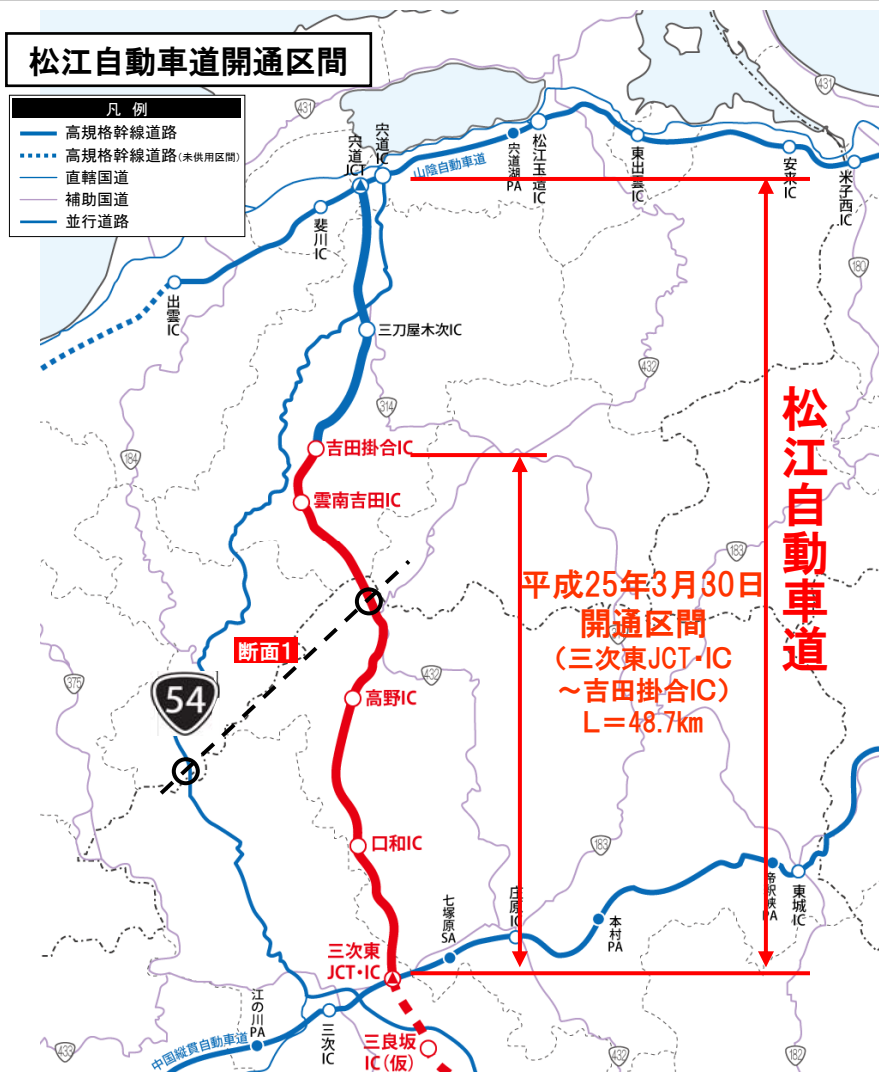 松江自動車道開通区間
凡例
高規格幹線道路
高規格幹線道路(未供用区間)
直轄国道
補助国道
並行道路
431
431
宍道JCT
宍道IC
山陰自動車道
宍道湖PA
松江玉造IC
東出雲IC
安来IC
米子西IC
斐川IC
出雲IC
180
三刀屋木次IC
432
314
184
吉田掛合IC
雲南吉田IC
松江自動車道
183
平成25年3月30日
開通区間
(三次東JCT・IC
～吉田掛合IC)
L=48.7km
断面1
375
54
432
高野IC
口和IC
183
七塚原SA
庄原IC
本村PA
帝釈峡PA
東城IC
三次東
JCT・IC
江の川PA
三次IC
中国縦貫自動車道
三良坂
IC(仮)
433
432
182